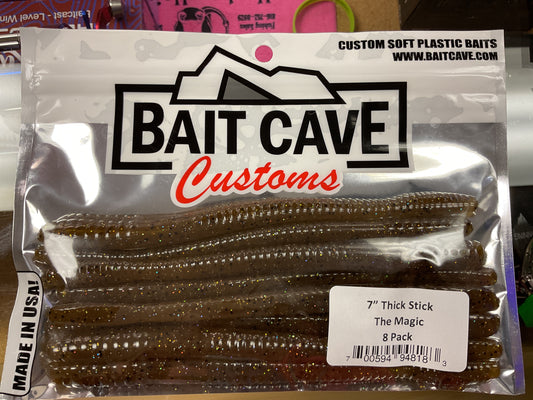 CUSTOM SOFT PLASTIC BAITS
WWW.BAITCAVE.COM
BAIT CAVE
Customs
MADE IN USA!
7" Thick Stick
The Magic
8 Pack
7 00594 94818 3